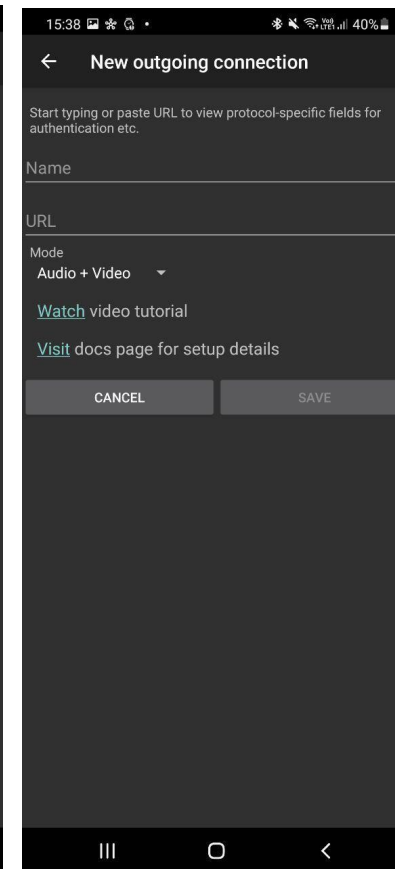 15:38 40%
New outgoing connection
Start typing or paste URL to view protocol-specific fields for
authentication etc.
Name
URL
Mode
Audio + Video
Watch video tutorial
Visit docs page for setup details
CANCEL SAVE